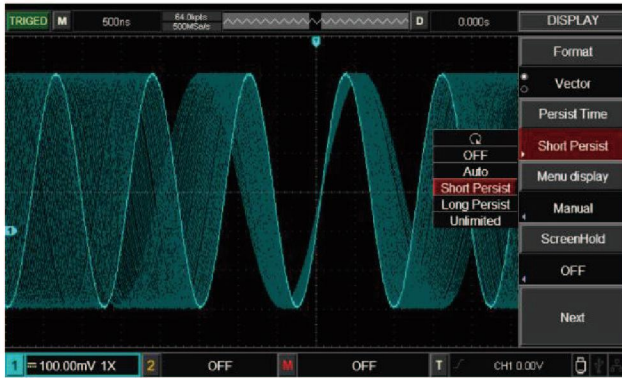 TRIGED M 500ns 64.0kpts D 0.000s DISPLAY
500MSa/s
T
Format
Vector
Persist Time
Short Persist
OFF
Auto
Short Persist
Long Persist
Unlimited
Menu display
Manual
1
ScreenHold
OFF
Next
1 100.00mV 1X 2 OFF M OFF T CH1 0.00V